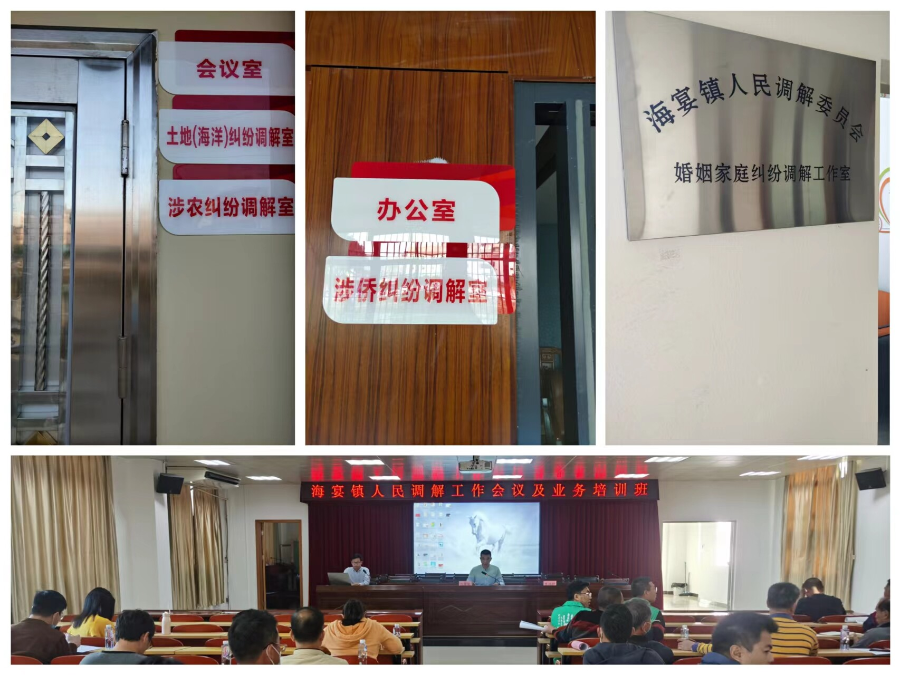 会议室
土地(海洋)纠纷调解室
涉农纠纷调解室
办公室
涉侨纠纷调解室
海宴镇人民调解委员会
婚姻家庭纠纷调解工作室
海宴镇人民调解工作会议及业务培训班